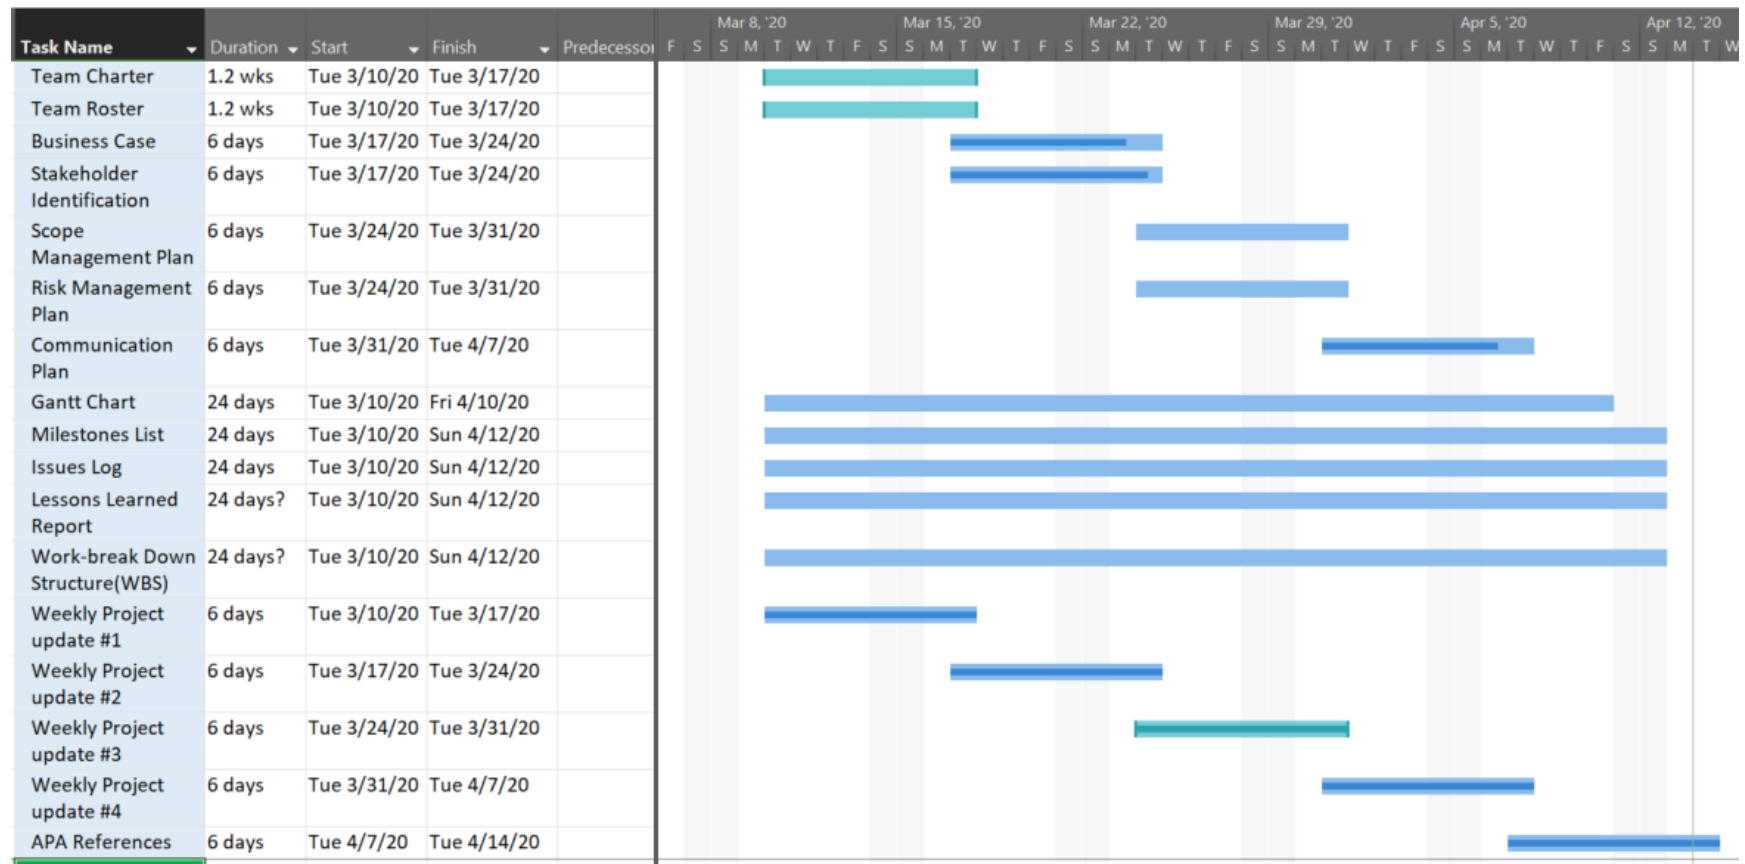 Mar 8, '20 Mar 15, '20 Mar 22, '20 Mar 29, '20 Apr 5, '20 Apr 12, '20
Task Name Duration Start Finish Predecessor F S S M T W T F S S M T W T F S S M T W T F S S M T W T F S S M T W T F S S M T W
Team Charter 1.2 wks Tue 3/10/20 Tue 3/17/20
Team Roster 1.2 wks Tue 3/10/20 Tue 3/17/20
Business Case 6 days Tue 3/17/20 Tue 3/24/20
Stakeholder 6 days Tue 3/17/20 Tue 3/24/20
Identification
Scope 6 days Tue 3/24/20 Tue 3/31/20
Management Plan
Risk Management 6 days Tue 3/24/20 Tue 3/31/20
Plan
Communication 6 days Tue 3/31/20 Tue 4/7/20
Plan
Gantt Chart 24 days Tue 3/10/20 Fri 4/10/20
Milestones List 24 days Tue 3/10/20 Sun 4/12/20
Issues Log 24 days Tue 3/10/20 Sun 4/12/20
Lessons Learned 24 days? Tue 3/10/20 Sun 4/12/20
Report
Work-break Down 24 days? Tue 3/10/20 Sun 4/12/20
Structure(WBS)
Weekly Project 6 days Tue 3/10/20 Tue 3/17/20
update #1
Weekly Project 6 days Tue 3/17/20 Tue 3/24/20
update #2
Weekly Project 6 days Tue 3/24/20 Tue 3/31/20
update #3
Weekly Project 6 days Tue 3/31/20 Tue 4/7/20
update #4
APA References 6 days Tue 4/7/20 Tue 4/14/20